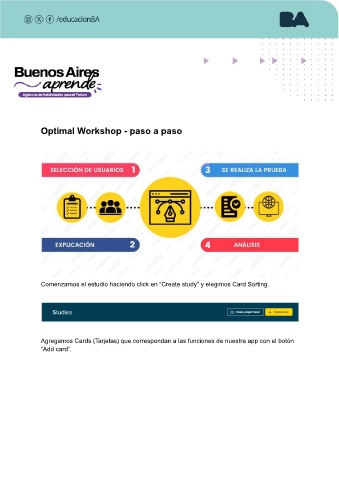 /educacionBA
BA
Buenos Aires
aprende
Agencia de Habilidades para el Futuro
Optimal Workshop - paso a paso
SELECCIÓN DE USUARIOS 1
3 SE REALIZA LA PRUEBA
EXPLICACIÓN 2
4 ANÁLISIS
Comenzamos el estudio haciendo click en “Create study” y elegimos Card Sorting.
Studies
Agregamos Cards (Tarjetas) que correspondan a las funciones de nuestra app con el botón
“Add card”.